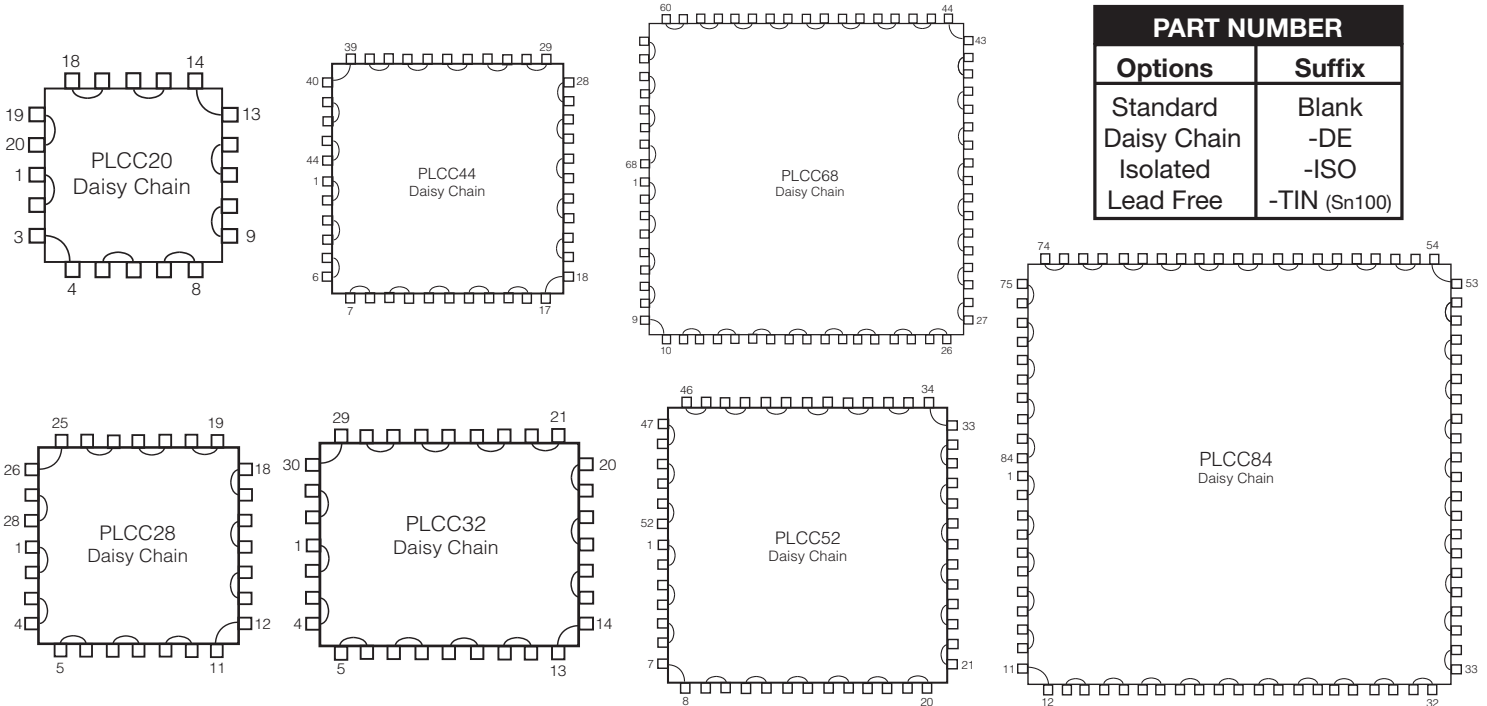 18 14
19 13
20
1
3 9
4 8
PLCC20
Daisy Chain
39 29
40 28
44
1
6 18
7 17
PLCC44
Daisy Chain
60 44
43
68
1
9 27
10 26
PLCC68
Daisy Chain
PART NUMBER
Options Suffix
Standard Blank
Daisy Chain -DE
Isolated -ISO
Lead Free -TIN (Sn100)
25 19
26 18
28
1
4 12
5 11
PLCC28
Daisy Chain
29 21
30 20
1
4 14
5 13
PLCC32
Daisy Chain
46 34
47 33
52
1
7 21
8 20
PLCC52
Daisy Chain
74 54
75 53
84
1
11 33
12 32
PLCC84
Daisy Chain